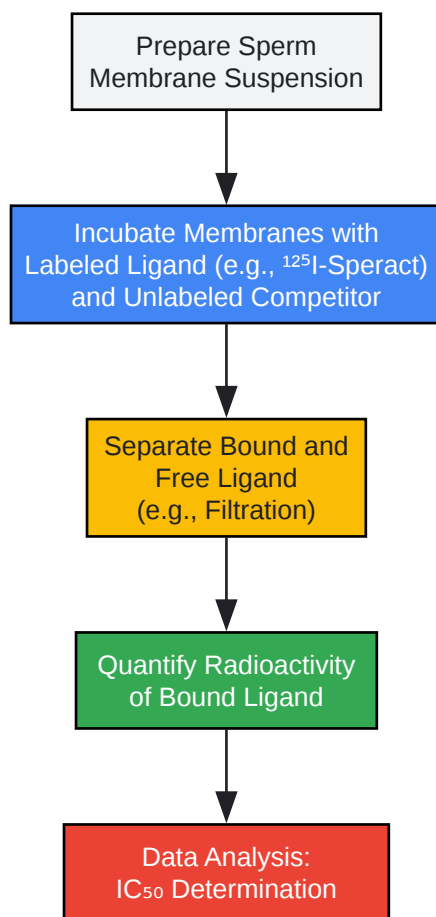 Prepare Sperm
Membrane Suspension
Incubate Membranes with
Labeled Ligand (e.g., ¹²⁵I-Speract)
and Unlabeled Competitor
Separate Bound and
Free Ligand
(e.g., Filtration)
Quantify Radioactivity
of Bound Ligand
Data Analysis:
IC₅₀ Determination